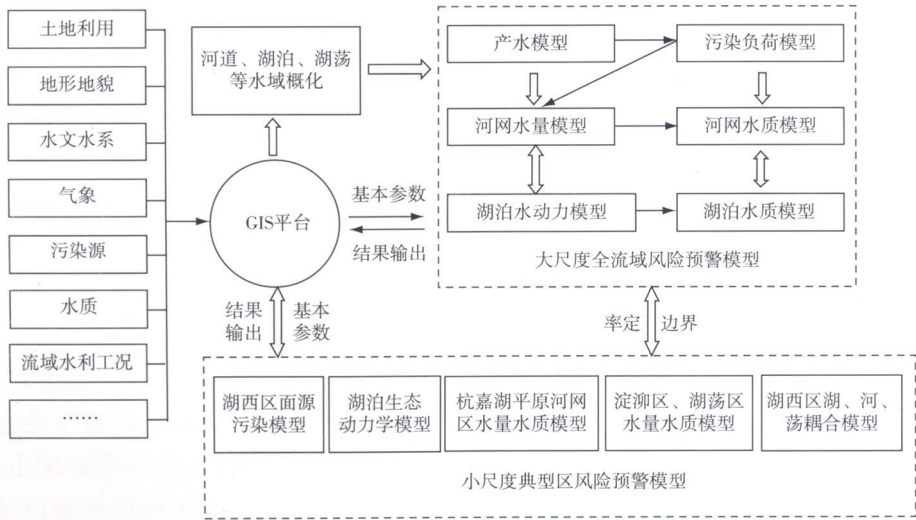 土地利用
地形地貌
水文水系
气象
污染源
水质
流域水利工况
……
河道、湖泊、湖荡
等水域概化
GIS平台
基本参数
结果输出
结果
输出
基本
参数
产水模型
污染负荷模型
河网水量模型
河网水质模型
湖泊水动力模型
湖泊水质模型
大尺度全流域风险预警模型
率定
边界
湖西区面源
污染模型
湖泊生态
动力学模型
杭嘉湖平原河网
区水量水质模型
淀泖区、湖荡区
水量水质模型
湖西区湖、河、
荡耦合模型
小尺度典型区风险预警模型